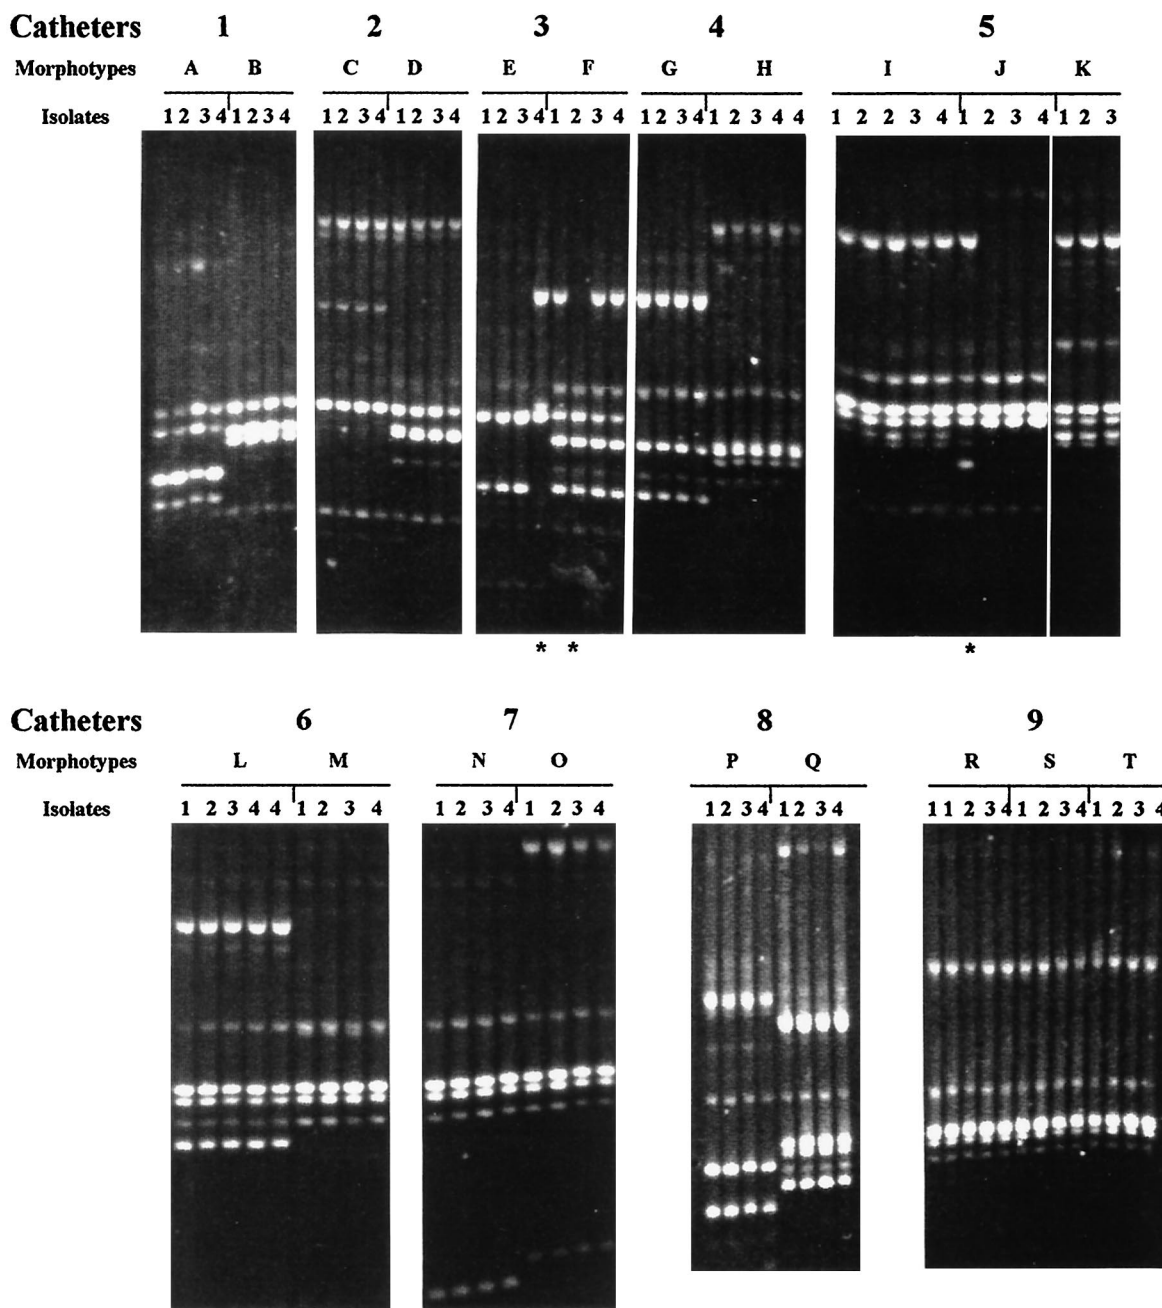 Catheters 1 2 3 4 5
Morphotypes A B C D E F G H I J K
Isolates 1 2 3 4 1 2 3 4 1 2 3 4 1 2 3 4 1 2 3 4 1 2 3 4 1 2 3 4 1 2 3 4 4 1 2 2 3 4 1 2 3 4 1 2 3
* * *
Catheters 6 7 8 9
Morphotypes L M N O P Q R S T
Isolates 1 2 3 4 4 1 2 3 4 1 2 3 4 1 2 3 4 1 2 3 4 1 2 3 4 1 1 2 3 4 1 2 3 4 1 2 3 4